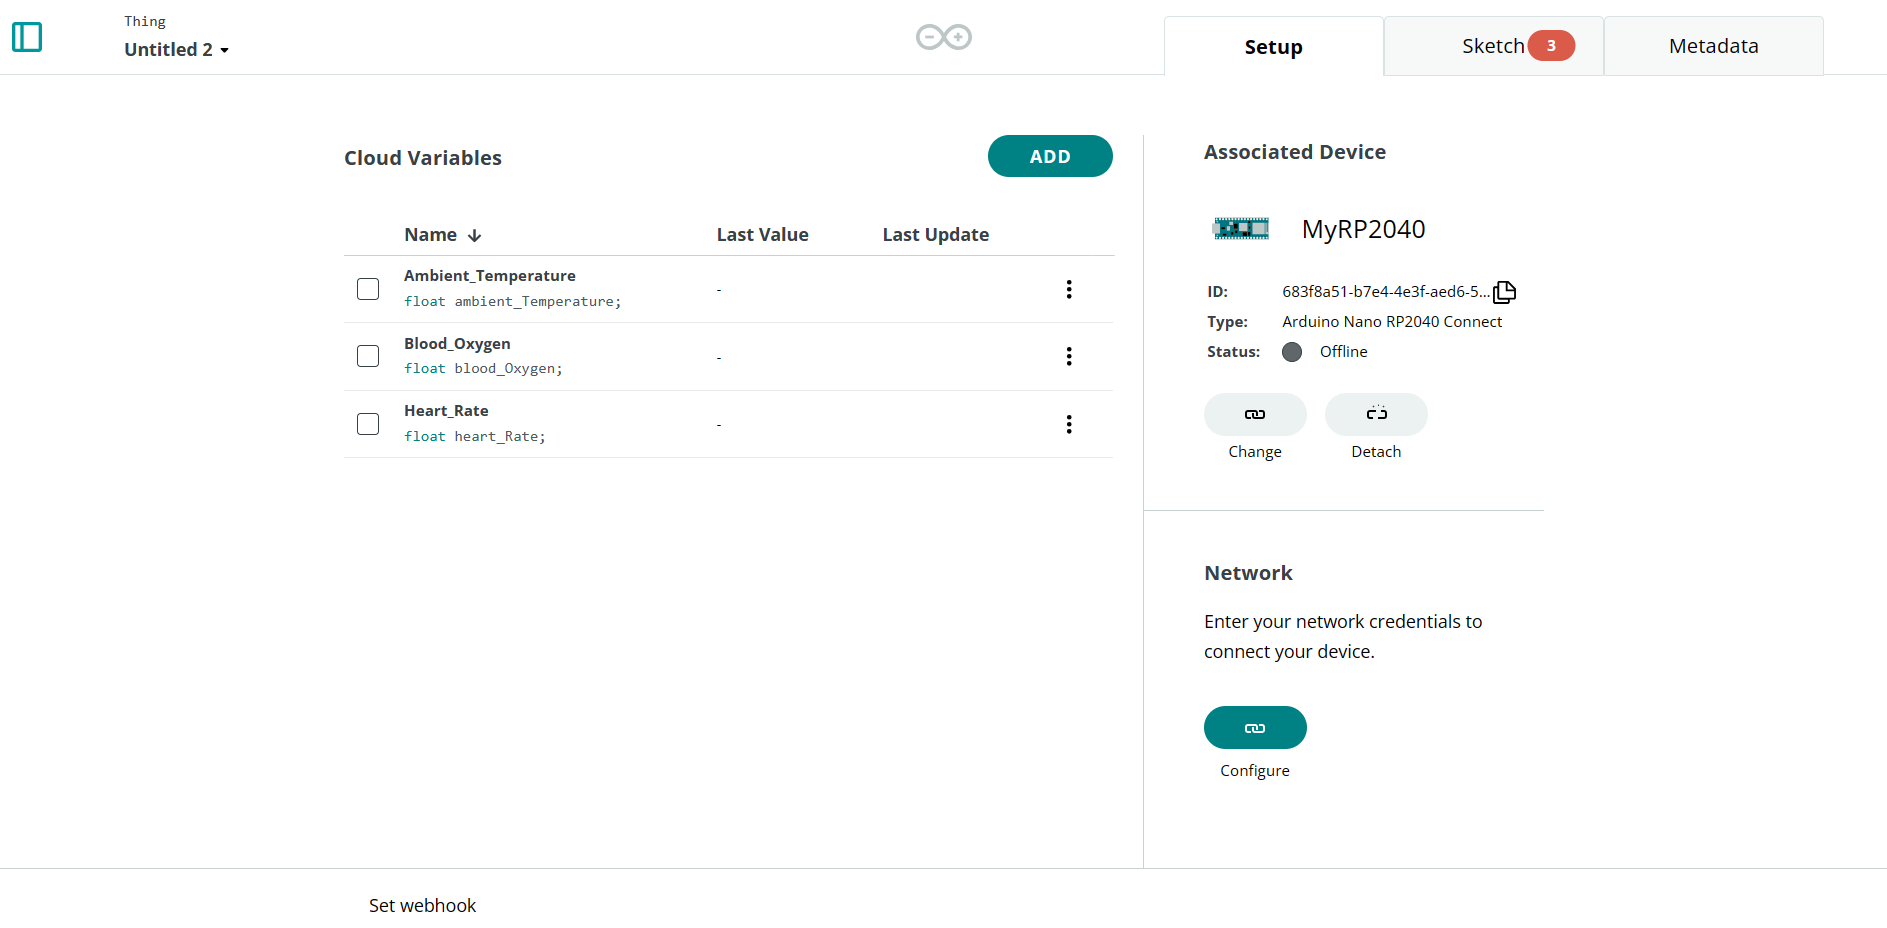 Thing
Untitled 2
Setup
Sketch 3
Metadata
Cloud Variables
ADD
Name Last Value Last Update
Ambient_Temperature
float ambient_Temperature;
-
Blood_Oxygen
float blood_Oxygen;
-
Heart_Rate
float heart_Rate;
-
Associated Device
MyRP2040
ID: 683f8a51-b7e4-4e3f-aed6-5...
Type: Arduino Nano RP2040 Connect
Status: Offline
Change
Detach
Network
Enter your network credentials to
connect your device.
Configure
Set webhook